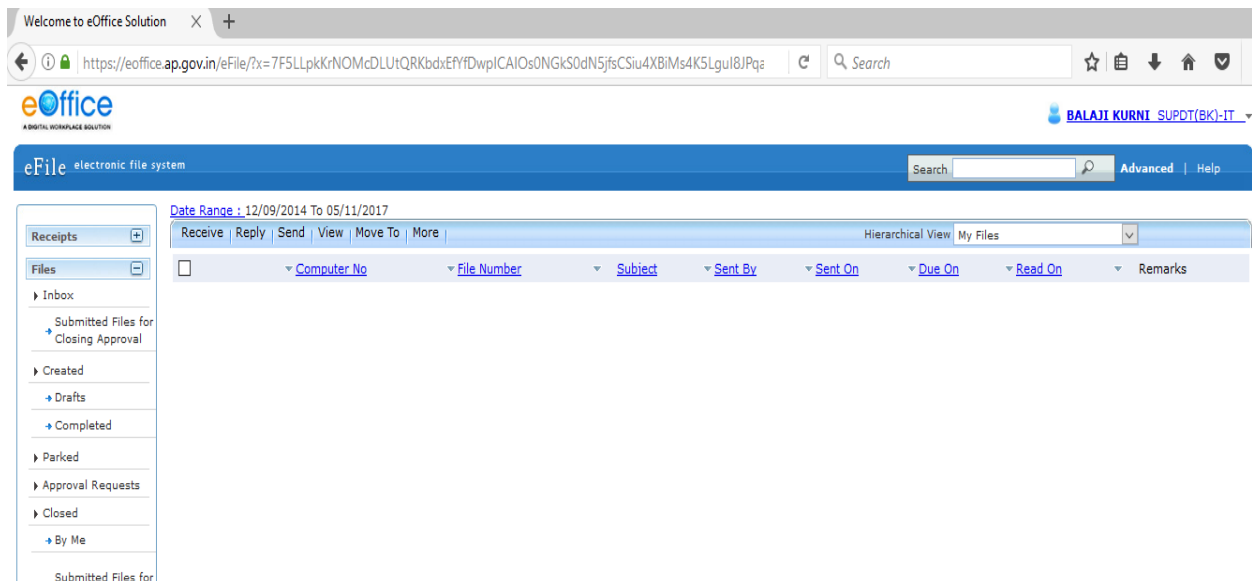 Welcome to eOffice Solution
https://eoffice.ap.gov.in/eFile/?x=7F5LLpkKrNOMcDLUtQRKbdxEfYfDwpICAIOs0NGkS0dN5jfsCSiu4XBiMs4K5LguI8JPqa
Search
eOffice
A DIGITAL WORKPLACE SOLUTION
BALAJI KURNI SUPDT(BK)-IT
eFile electronic file system
Search
Advanced | Help
Date Range : 12/09/2014 To 05/11/2017
Receive | Reply | Send | View | Move To | More |
Hierarchical View My Files
Computer No File Number Subject Sent By Sent On Due On Read On Remarks
Receipts
Files
Inbox
Submitted Files for
Closing Approval
Created
Drafts
Completed
Parked
Approval Requests
Closed
By Me
Submitted Files for